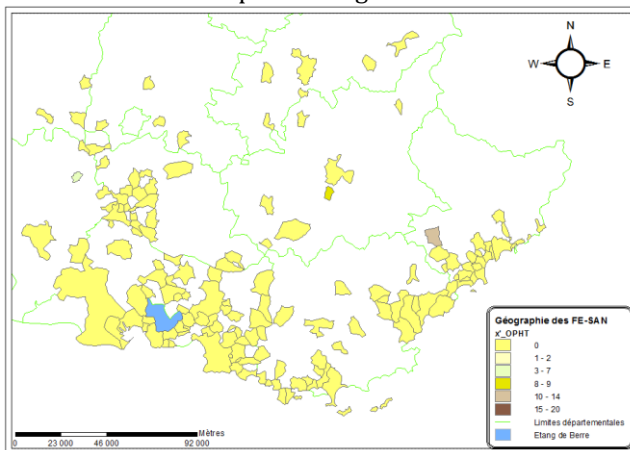 N
W E
S
Géographie des FE-SAN
x'_OPHT
0
1 - 2
3 - 7
8 - 9
10 - 14
15 - 20
Limites départementales
Etang de Berre
Mètres
0 23 000 46 000 92 000